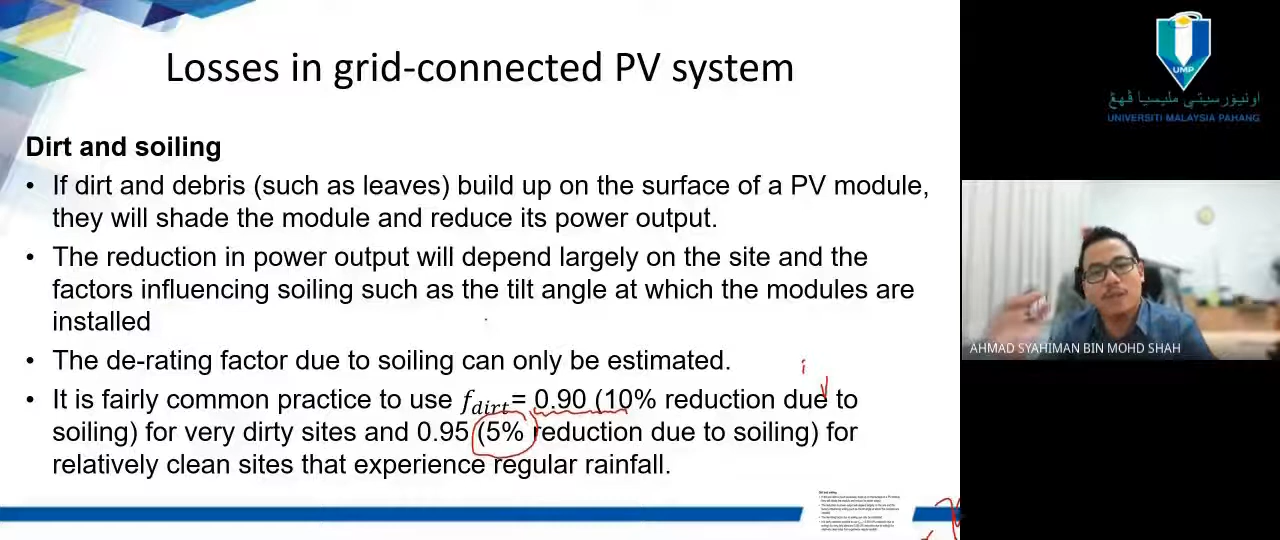 Losses in grid-connected PV system
Dirt and soiling
• If dirt and debris (such as leaves) build up on the surface of a PV module,
they will shade the module and reduce its power output.
• The reduction in power output will depend largely on the site and the
factors influencing soiling such as the tilt angle at which the modules are
installed
• The de-rating factor due to soiling can only be estimated.
• It is fairly common practice to use f_dirt= 0.90 (10% reduction due to
soiling) for very dirty sites and 0.95 (5% reduction due to soiling) for
relatively clean sites that experience regular rainfall.
UMP
اونيۏرسيتي مليسيا ڤهڠ
UNIVERSITI MALAYSIA PAHANG
AHMAD SYAHIMAN BIN MOHD SHAH